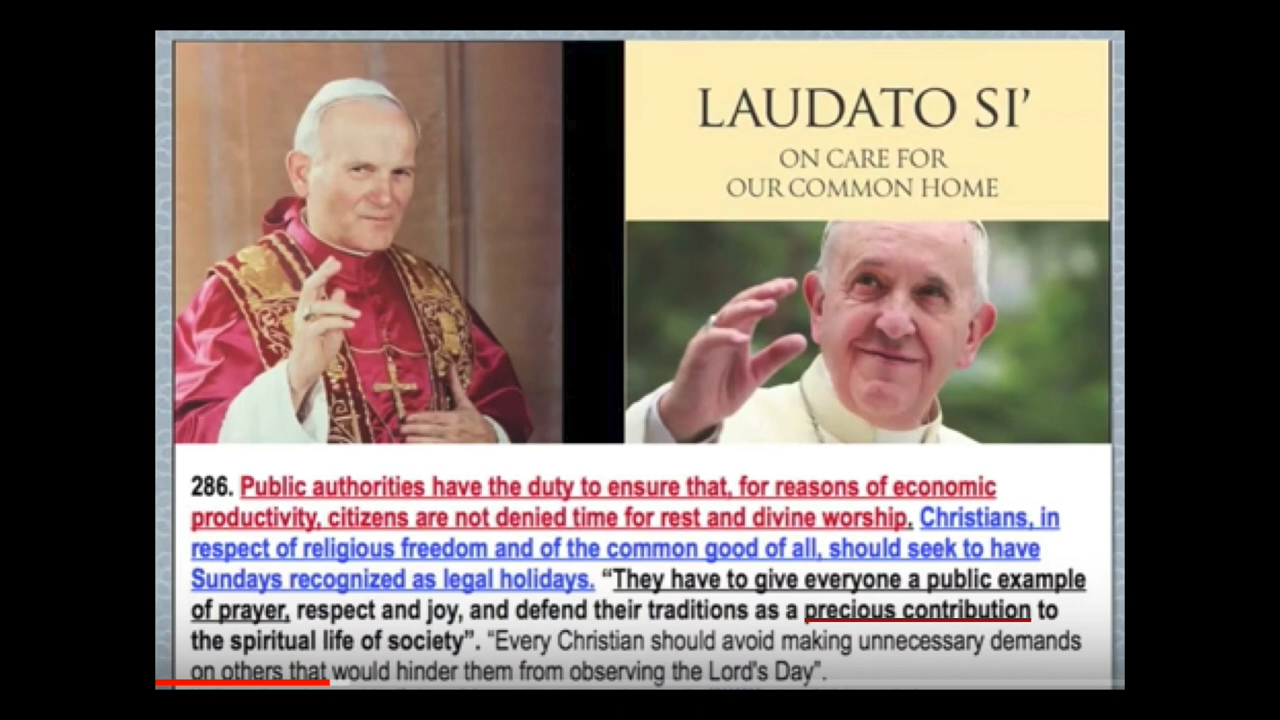 LAUDATO SI’
ON CARE FOR
OUR COMMON HOME
286. Public authorities have the duty to ensure that, for reasons of economic
productivity, citizens are not denied time for rest and divine worship. Christians, in
respect of religious freedom and of the common good of all, should seek to have
Sundays recognized as legal holidays. “They have to give everyone a public example
of prayer, respect and joy, and defend their traditions as a precious contribution to
the spiritual life of society”. “Every Christian should avoid making unnecessary demands
on others that would hinder them from observing the Lord's Day”.